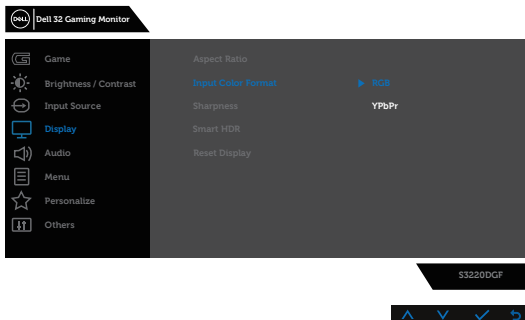 DELL
Dell 32 Gaming Monitor
Game
Aspect Ratio
Brightness / Contrast
Input Color Format
RGB
Input Source
Sharpness
YPbPr
Display
Smart HDR
Audio
Reset Display
Menu
Personalize
Others
S3220DGF